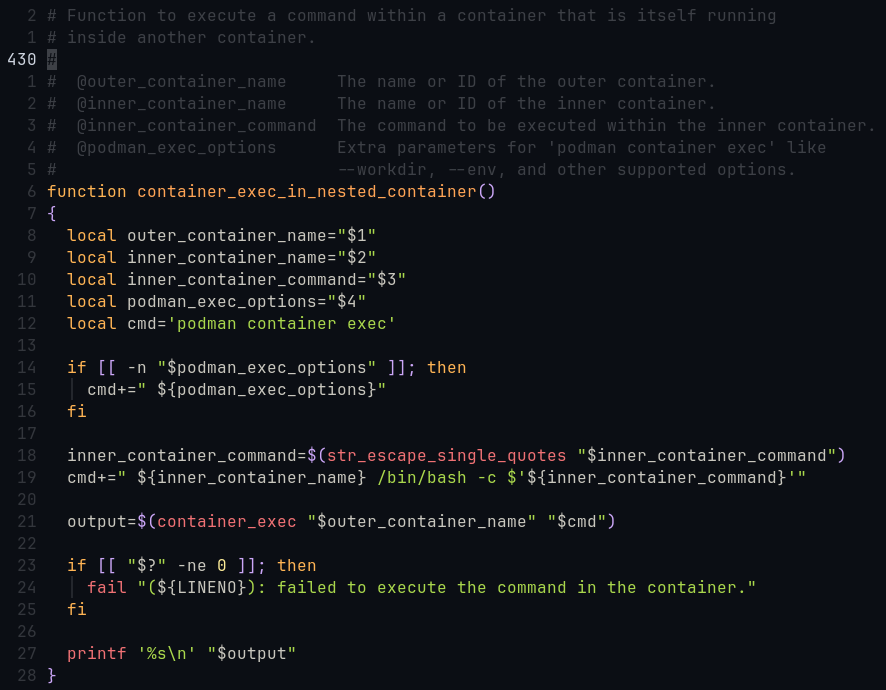 2 # Function to execute a command within a container that is itself running
1 # inside another container.
430 #
1 #  @outer_container_name     The name or ID of the outer container.
2 #  @inner_container_name     The name or ID of the inner container.
3 #  @inner_container_command  The command to be executed within the inner container.
4 #  @podman_exec_options      Extra parameters for 'podman container exec' like
5 #                            --workdir, --env, and other supported options.
6 function container_exec_in_nested_container()
7 {
8   local outer_container_name="$1"
9   local inner_container_name="$2"
10   local inner_container_command="$3"
11   local podman_exec_options="$4"
12   local cmd='podman container exec'
13
14   if [[ -n "$podman_exec_options" ]]; then
15     cmd+=" ${podman_exec_options}"
16   fi
17
18   inner_container_command=$(str_escape_single_quotes "$inner_container_command")
19   cmd+=" ${inner_container_name} /bin/bash -c $'${inner_container_command}'"
20
21   output=$(container_exec "$outer_container_name" "$cmd")
22
23   if [[ "$?" -ne 0 ]]; then
24     fail "(${LINENO}): failed to execute the command in the container."
25   fi
26
27   printf '%s\n' "$output"
28 }